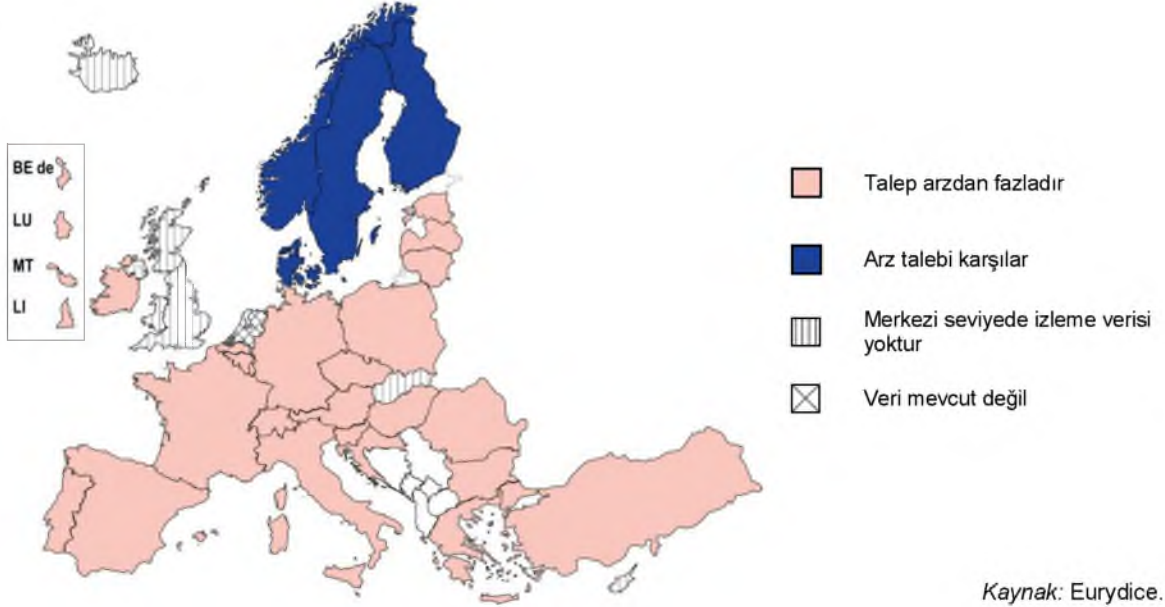 BE de
LU
MT
LI
Talep arzdan fazladır
Arz talebi karşılar
Merkezi seviyede izleme verisi
yoktur
Veri mevcut değil
Kaynak: Eurydice.